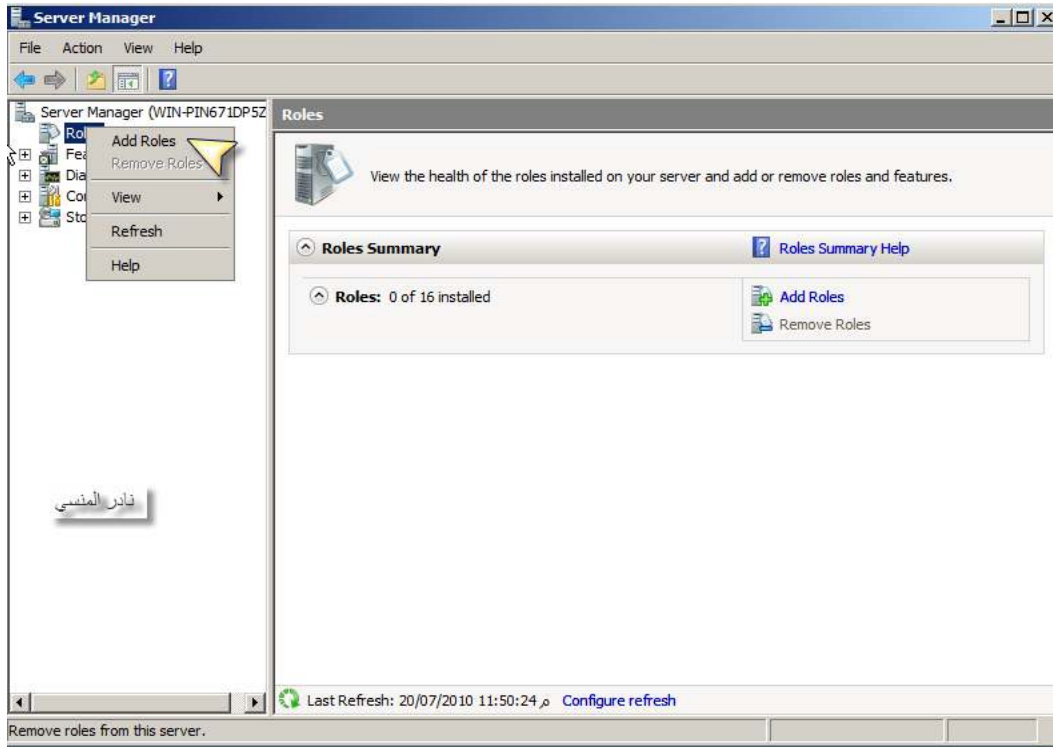 Server Manager
File Action View Help
Server Manager (WIN-PIN671DP5Z
Add Roles
Remove Roles
View
Refresh
Help
Roles
View the health of the roles installed on your server and add or remove roles and features.
Roles Summary
Roles Summary Help
Roles: 0 of 16 installed
Add Roles
Remove Roles
نادر المنسي
Last Refresh: 20/07/2010 11:50:24 م Configure refresh
Remove roles from this server.